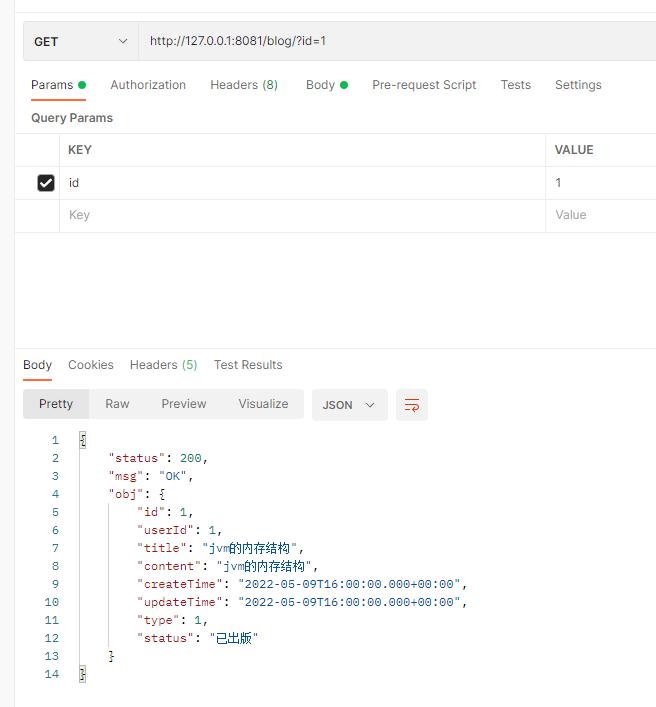 GET http://127.0.0.1:8081/blog/?id=1
Params Authorization Headers (8) Body Pre-request Script Tests Settings
Query Params
KEY VALUE
id 1
Key Value
Body Cookies Headers (5) Test Results
Pretty Raw Preview Visualize JSON
1 {
2 "status": 200,
3 "msg": "OK",
4 "obj": {
5 "id": 1,
6 "userId": 1,
7 "title": "jvm的内存结构",
8 "content": "jvm的内存结构",
9 "createTime": "2022-05-09T16:00:00.000+00:00",
10 "updateTime": "2022-05-09T16:00:00.000+00:00",
11 "type": 1,
12 "status": "已出版"
13 }
14 }